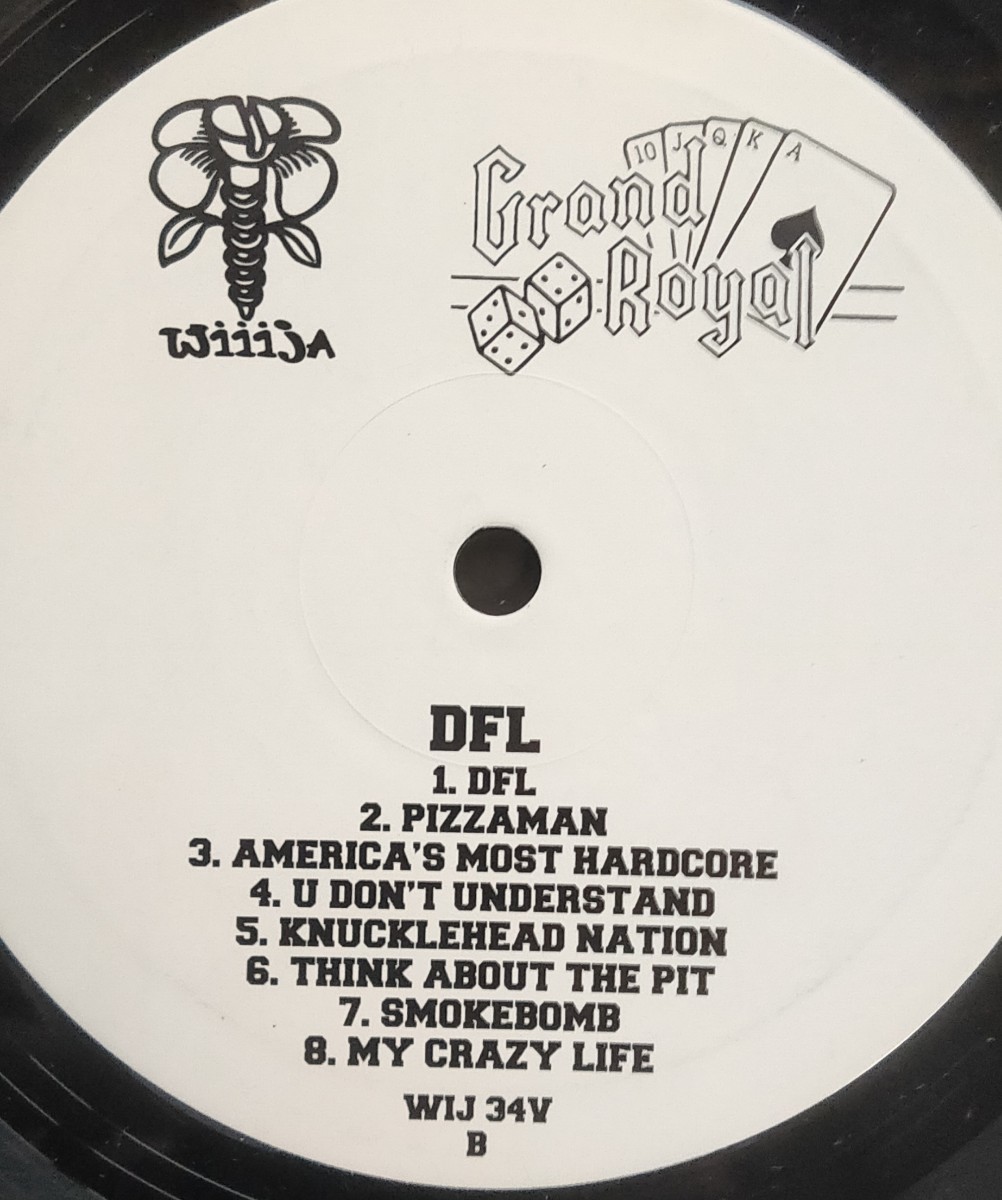 Wiiija
10 J Q K A
Grand
Royal
DFL
1. DFL
2. PIZZAMAN
3. AMERICA'S MOST HARDCORE
4. U DON'T UNDERSTAND
5. KNUCKLEHEAD NATION
6. THINK ABOUT THE PIT
7. SMOKEBOMB
8. MY CRAZY LIFE
WIJ 34V
B